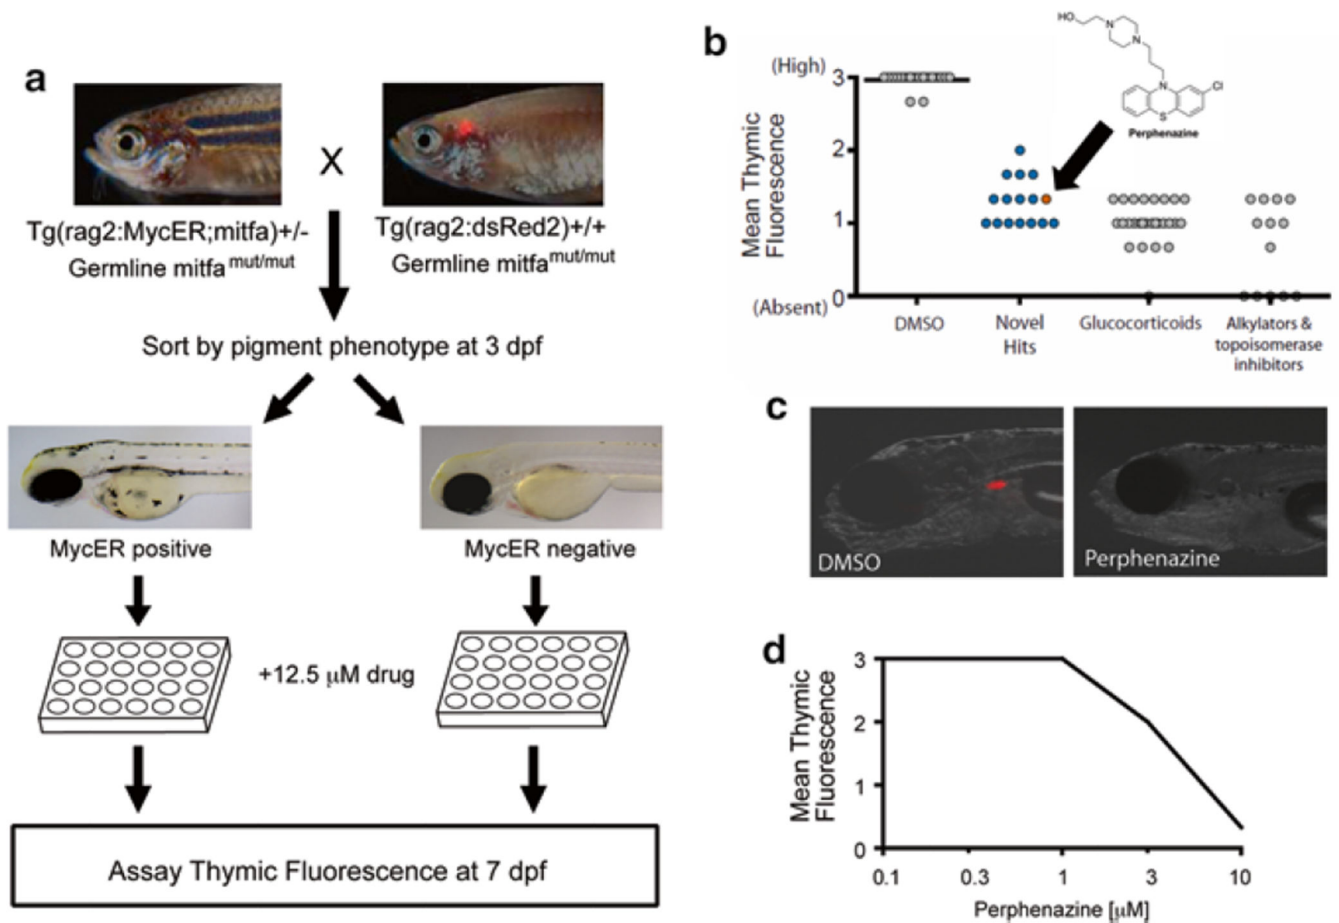 a
X
Tg(rag2:MycER;mitfa)+/-
Germline mitfa mut/mut
Tg(rag2:dsRed2)+/+
Germline mitfa mut/mut
Sort by pigment phenotype at 3 dpf
MycER positive
MycER negative
+12.5 µM drug
Assay Thymic Fluorescence at 7 dpf
b
Mean Thymic
Fluorescence
(High) 3
2
1
(Absent) 0
DMSO
Novel
Hits
Glucocorticoids
Alkylators &
topoisomerase
inhibitors
HO
N
N
N
Cl
S
Perphenazine
c
DMSO
Perphenazine
d
Mean Thymic
Fluorescence
3
2
1
0
0.1 0.3 1 3 10
Perphenazine [µM]